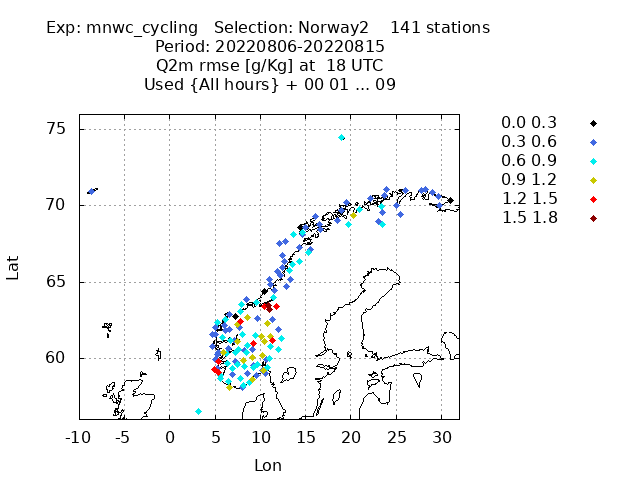 Exp: mnwc_cycling   Selection: Norway2    141 stations
Period: 20220806-20220815
Q2m rmse [g/Kg] at  18 UTC
Used {All hours} + 00 01 ... 09
75
70
65
60
Lat
-10 -5 0 5 10 15 20 25 30
Lon
0.0 0.3
0.3 0.6
0.6 0.9
0.9 1.2
1.2 1.5
1.5 1.8